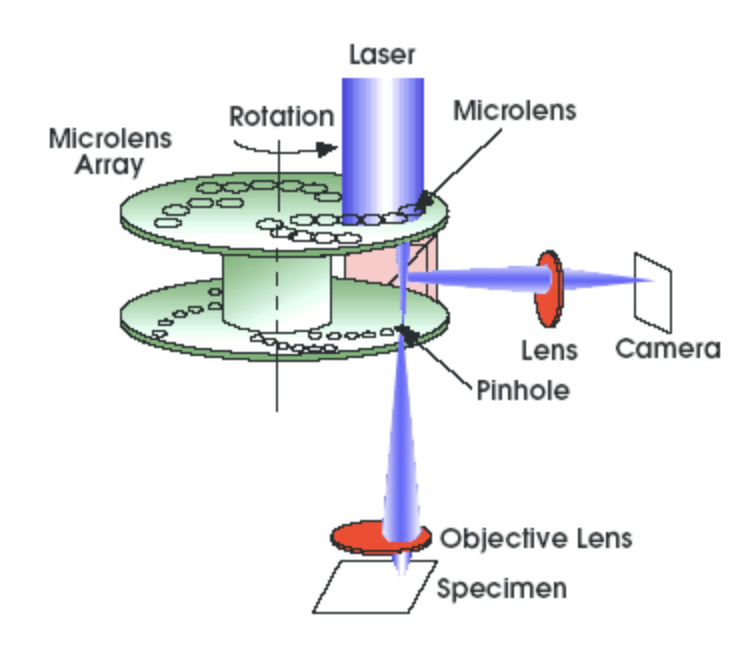 Laser
Microlens
Rotation
Microlens
Array
Lens
Camera
Pinhole
Objective Lens
Specimen